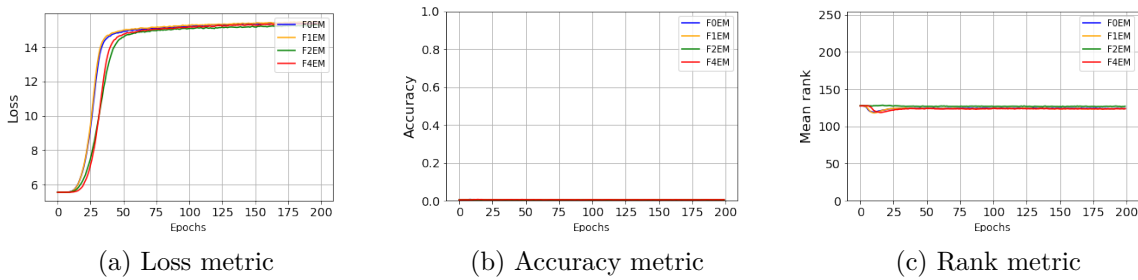 Loss
14
12
10
8
6
0 25 50 75 100 125 150 175 200
Epochs
F0EM
F1EM
F2EM
F4EM
(a) Loss metric
Accuracy
1.0
0.8
0.6
0.4
0.2
0.0
0 25 50 75 100 125 150 175 200
Epochs
F0EM
F1EM
F2EM
F4EM
(b) Accuracy metric
Mean rank
250
200
150
100
50
0
0 25 50 75 100 125 150 175 200
Epochs
F0EM
F1EM
F2EM
F4EM
(c) Rank metric